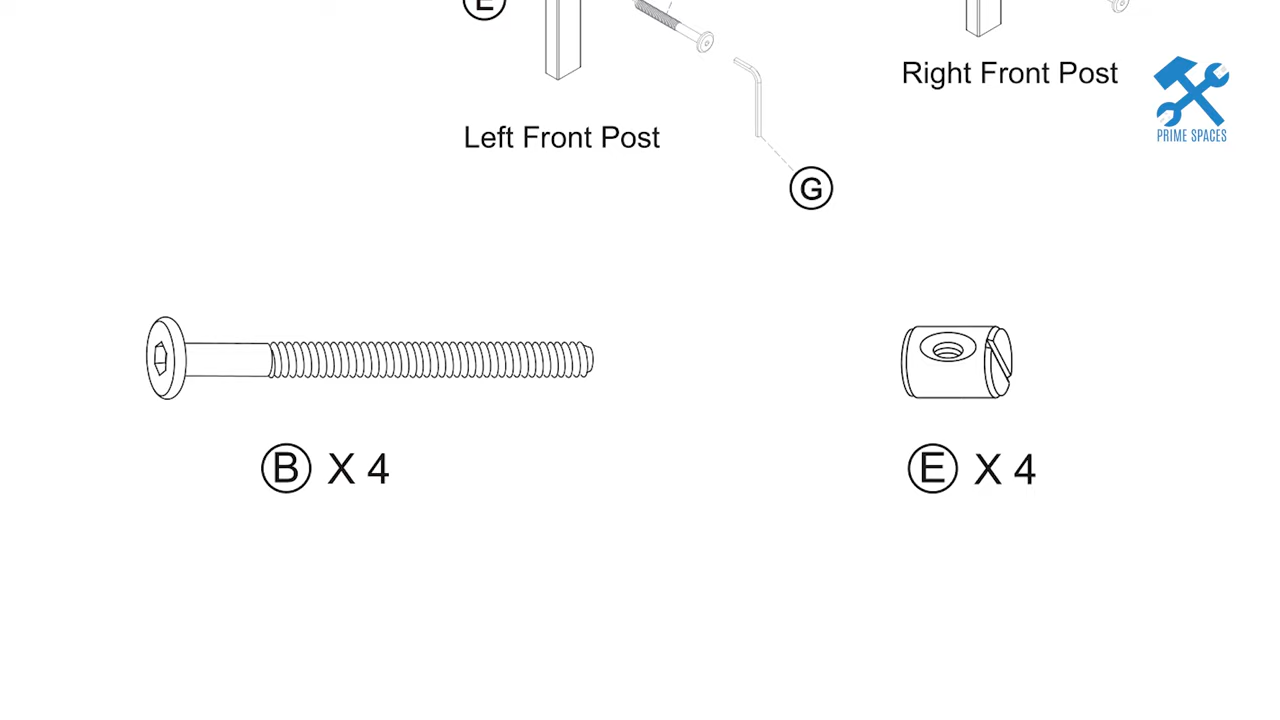 E
Right Front Post
PRIME SPACES
Left Front Post
G
B X 4
E X 4